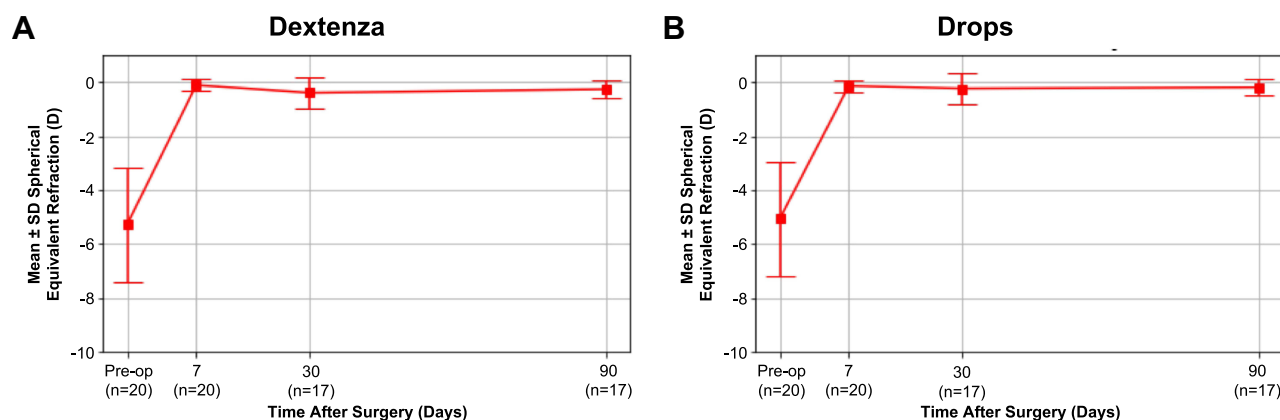 A
Dextenza
Mean ± SD Spherical
Equivalent Refraction (D)
0
-2
-4
-6
-8
-10
Pre-op 7 30 90
(n=20) (n=20) (n=17) (n=17)
Time After Surgery (Days)
B
Drops
Mean ± SD Spherical
Equivalent Refraction (D)
0
-2
-4
-6
-8
-10
Pre-op 7 30 90
(n=20) (n=20) (n=17) (n=17)
Time After Surgery (Days)